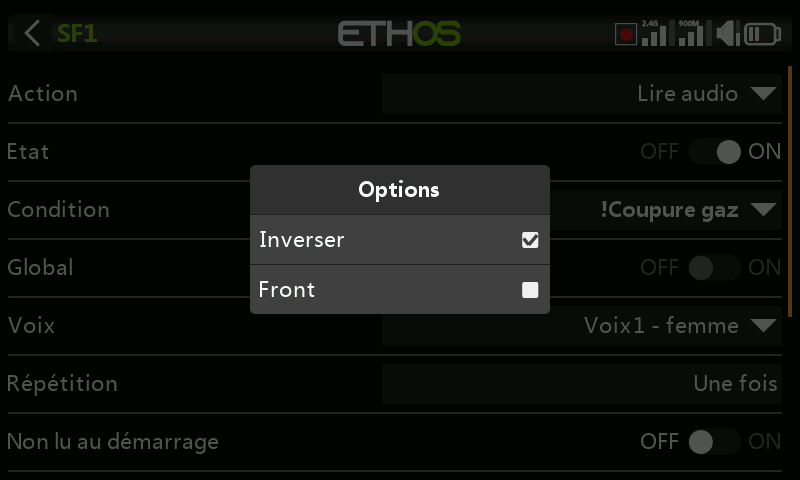 SF1
ETHOS
2.4G
900M
Action
Lire audio
Etat
OFF ON
Condition
!Coupure gaz
Global
OFF ON
Voix
Voix1 - femme
Répétition
Une fois
Non lu au démarrage
OFF ON
Options
Inverser
Front